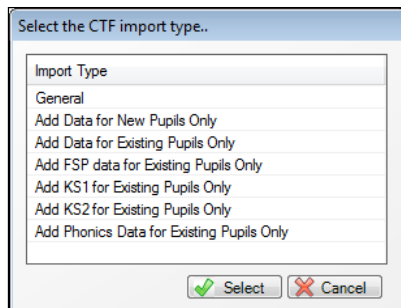 Select the CTF import type..
Import Type
General
Add Data for New Pupils Only
Add Data for Existing Pupils Only
Add FSP data for Existing Pupils Only
Add KS1 for Existing Pupils Only
Add KS2 for Existing Pupils Only
Add Phonics Data for Existing Pupils Only
Select Cancel